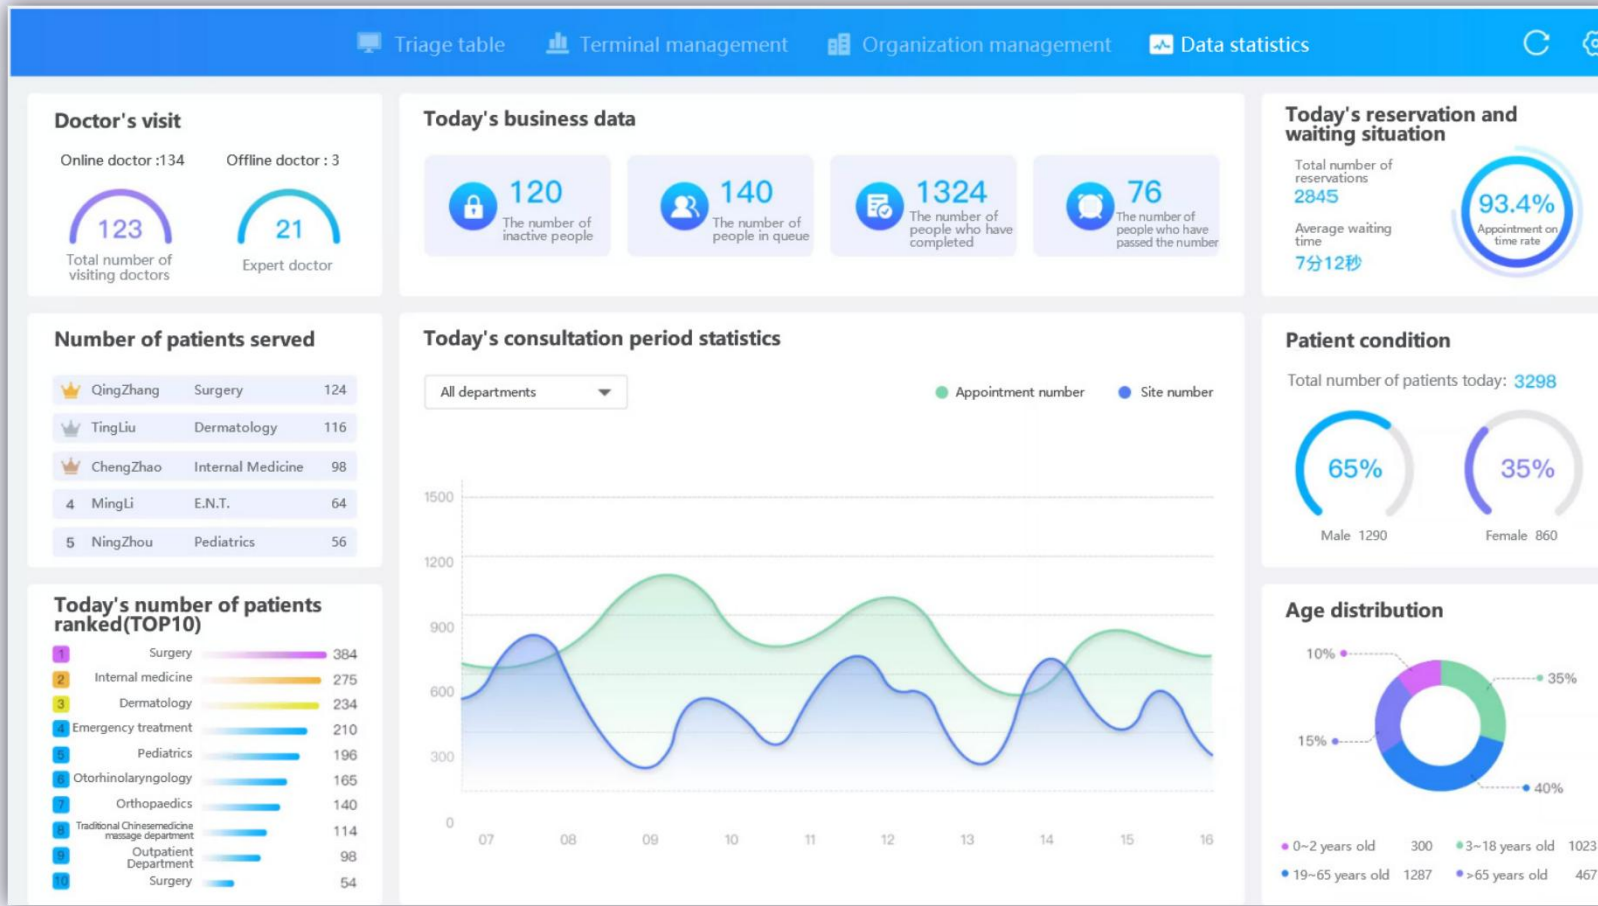 Triage table
Terminal management
Organization management
Data statistics
Doctor's visit
Online doctor :134
Offline doctor : 3
123
Total number of
visiting doctors
21
Expert doctor
Today's business data
120
The number of
inactive people
140
The number of
people in queue
1324
The number of
people who have
completed
76
The number of
people who have
passed the number
Today's reservation and
waiting situation
Total number of
reservations
2845
Average waiting
time
7分12秒
93.4%
Appointment on
time rate
Number of patients served
QingZhang Surgery 124
TingLiu Dermatology 116
ChengZhao Internal Medicine 98
4 MingLi E.N.T. 64
5 NingZhou Pediatrics 56
Today's consultation period statistics
All departments
Appointment number
Site number
1500
1200
900
600
300
0
07 08 09 10 11 12 13 14 15 16
Patient condition
Total number of patients today: 3298
65%
Male 1290
35%
Female 860
Today's number of patients
ranked(TOP10)
1 Surgery 384
2 Internal medicine 275
3 Dermatology 234
4 Emergency treatment 210
5 Pediatrics 196
6 Otorhinolaryngology 165
7 Orthopaedics 140
8 Traditional Chinesemedicine
massage department 114
9 Outpatient
Department 98
10 Surgery 54
Age distribution
10%
35%
15%
40%
0~2 years old 300
3~18 years old 1023
19~65 years old 1287
>65 years old 467